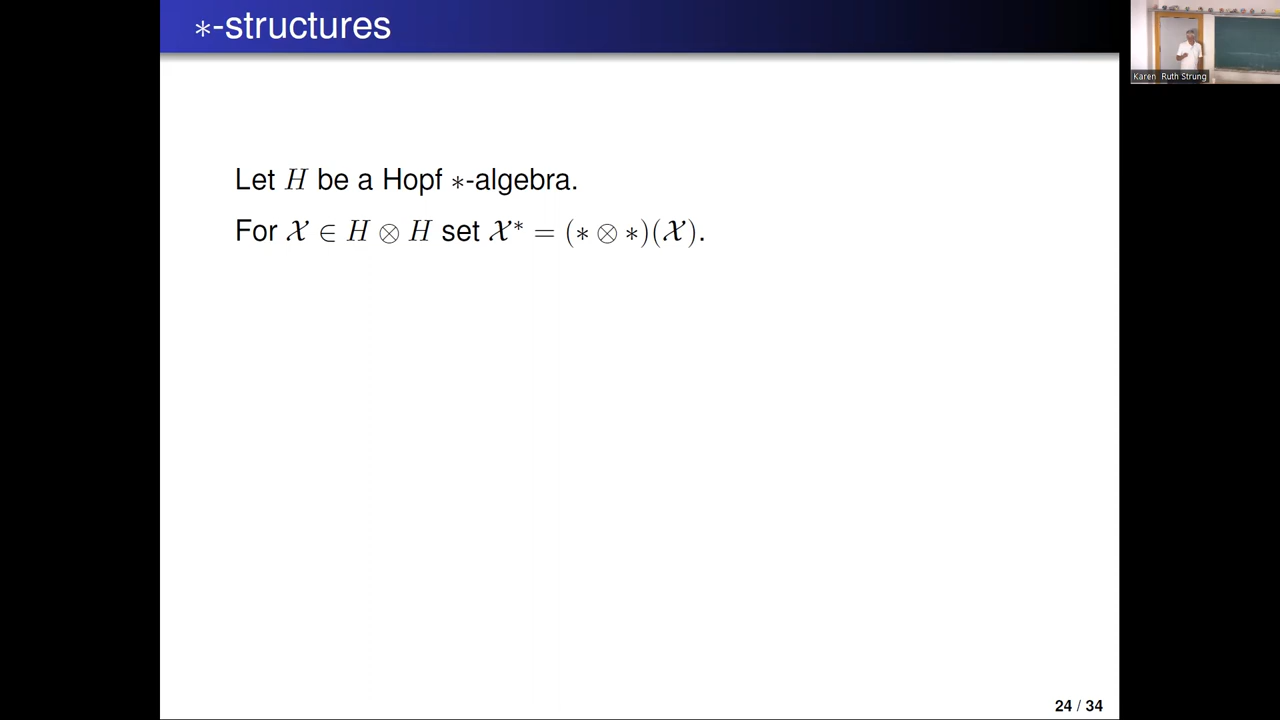 ∗-structures
Let H be a Hopf ∗-algebra.
For 𝒳 ∈ H ⊗ H set 𝒳* = (∗ ⊗ ∗)(𝒳).
24 / 34
Karen Ruth Strung